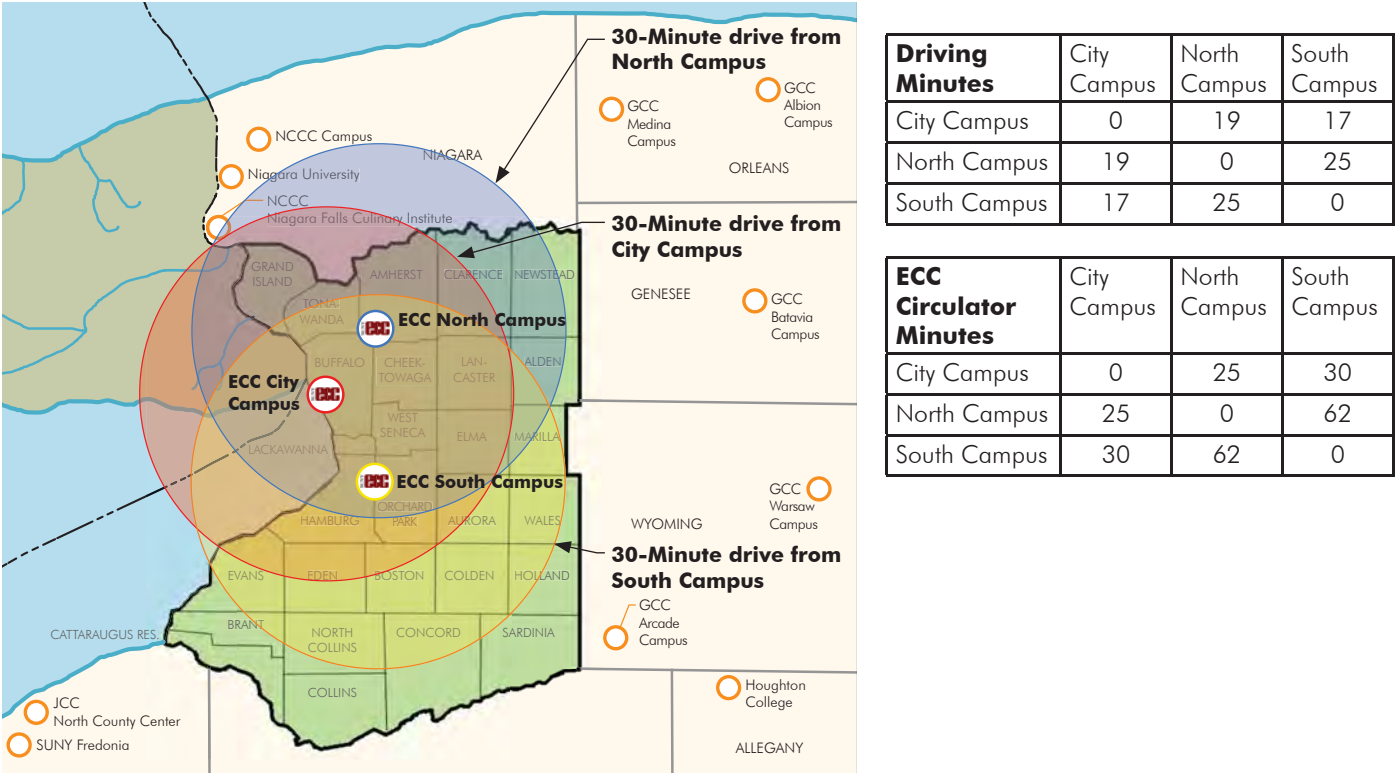 30-Minute drive from
North Campus
GCC
Medina
Campus
GCC
Albion
Campus
NCCC Campus
NIAGARA
ORLEANS
Niagara University
NCCC
Niagara Falls Culinary Institute
30-Minute drive from
City Campus
GRAND
ISLAND
AMHERST
CLARENCE
NEWSTEAD
GENESEE
GCC
Batavia
Campus
TONA-
WANDA
ecc
ECC North Campus
BUFFALO
CHEEK-
TOWAGA
LAN-
CASTER
ALDEN
ECC City
Campus
ecc
WEST
SENECA
ELMA
MARILLA
LACKAWANNA
ecc
ECC South Campus
GCC
Warsaw
Campus
ORCHARD
PARK
HAMBURG
AURORA
WALES
WYOMING
30-Minute drive from
South Campus
EVANS
EDEN
BOSTON
COLDEN
HOLLAND
GCC
Arcade
Campus
BRANT
CATTARAUGUS RES.
NORTH
COLLINS
CONCORD
SARDINIA
COLLINS
JCC
North County Center
SUNY Fredonia
Houghton
College
ALLEGANY
Driving
Minutes
City
Campus
North
Campus
South
Campus
City Campus 0 19 17
North Campus 19 0 25
South Campus 17 25 0
ECC
Circulator
Minutes
City
Campus
North
Campus
South
Campus
City Campus 0 25 30
North Campus 25 0 62
South Campus 30 62 0